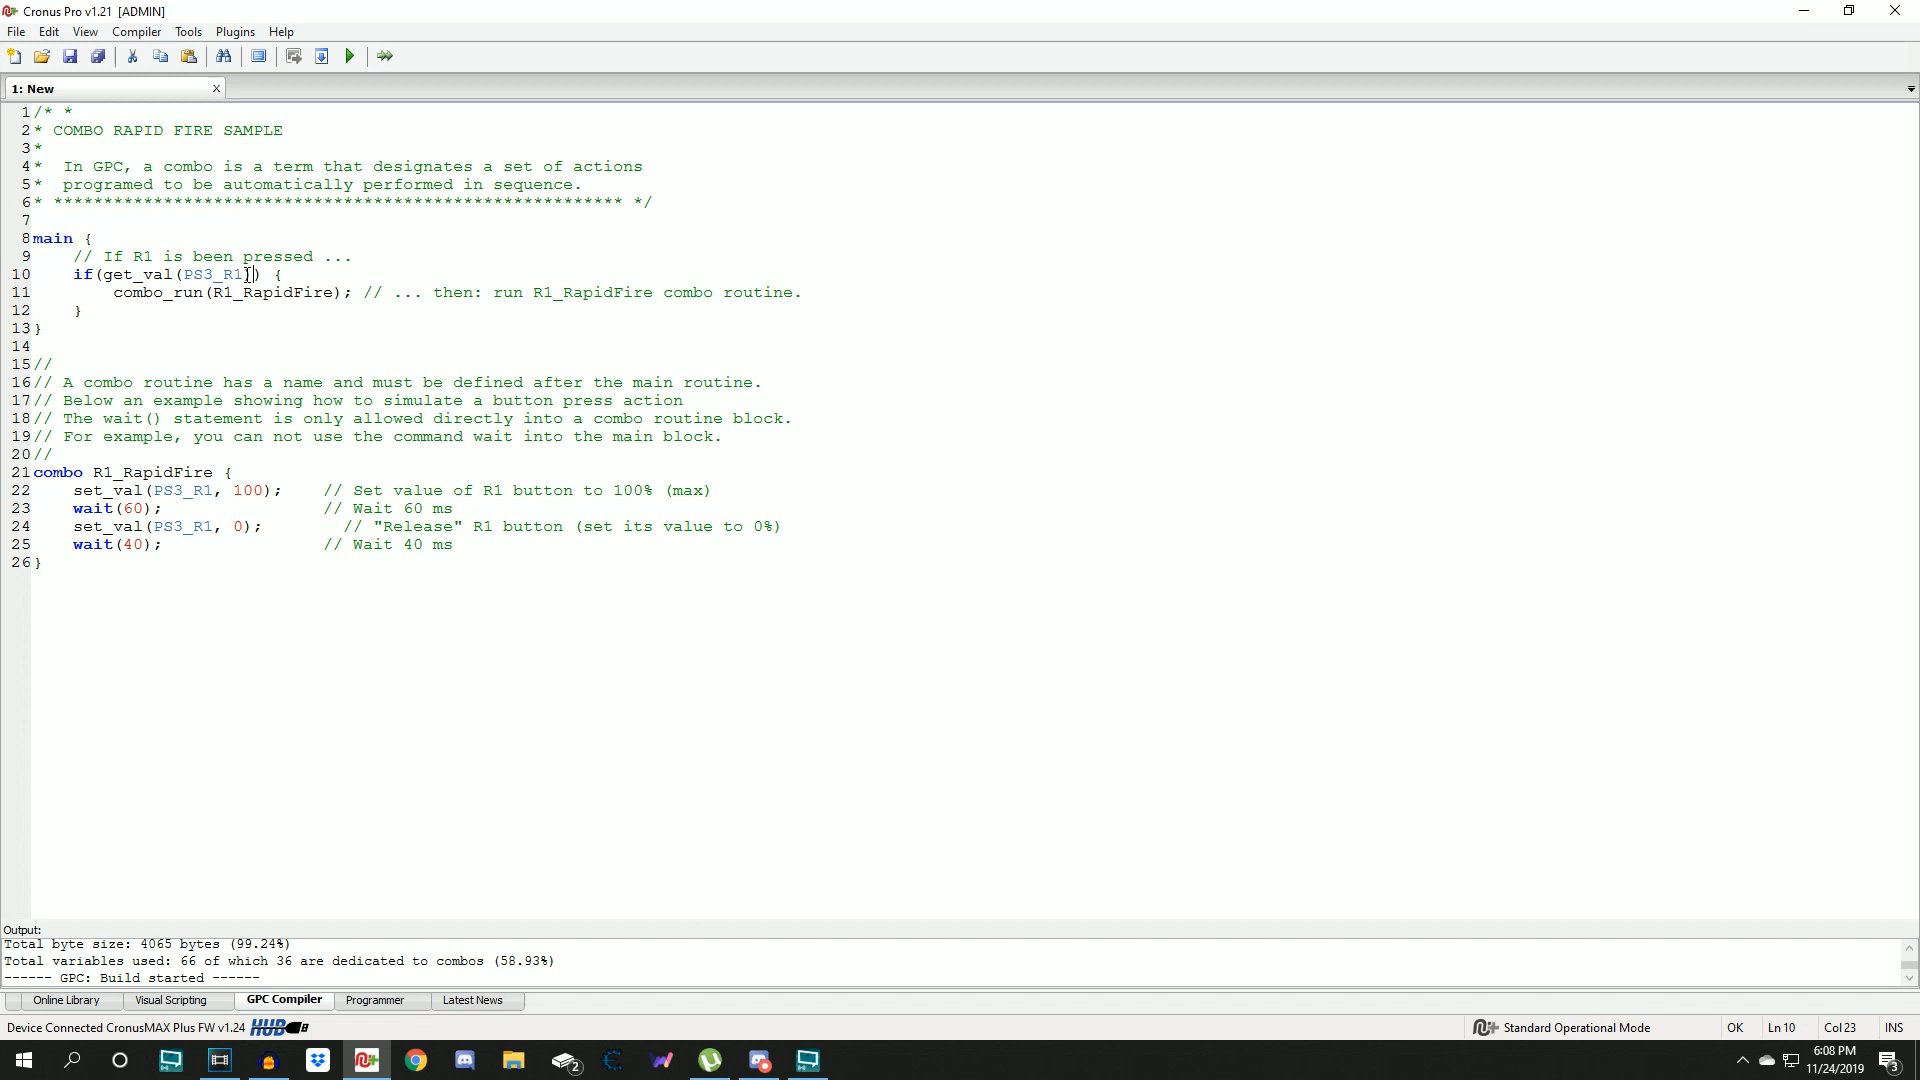 Cronus Pro v1.21 [ADMIN]
File Edit View Compiler Tools Plugins Help
1: New x
1 /* *
2 * COMBO RAPID FIRE SAMPLE
3 *
4 * In GPC, a combo is a term that designates a set of actions
5 * programed to be automatically performed in sequence.
6 * ********************************************************* */
7
8 main {
9 // If R1 is been pressed ...
10 if(get_val(PS3_R1)) {
11 combo_run(R1_RapidFire); // ... then: run R1_RapidFire combo routine.
12 }
13 }
14
15 //
16 // A combo routine has a name and must be defined after the main routine.
17 // Below an example showing how to simulate a button press action
18 // The wait() statement is only allowed directly into a combo routine block.
19 // For example, you can not use the command wait into the main block.
20 //
21 combo R1_RapidFire {
22 set_val(PS3_R1, 100); // Set value of R1 button to 100% (max)
23 wait(60); // Wait 60 ms
24 set_val(PS3_R1, 0); // "Release" R1 button (set its value to 0%)
25 wait(40); // Wait 40 ms
26 }
Output:
Total byte size: 4065 bytes (99.24%)
Total variables used: 66 of which 36 are dedicated to combos (58.93%)
------ GPC: Build started ------
Online Library Visual Scripting GPC Compiler Programmer Latest News
Device Connected CronusMAX Plus FW v1.24 HUB Standard Operational Mode OK Ln 10 Col 23 INS
2 6:08 PM
11/24/2019 3